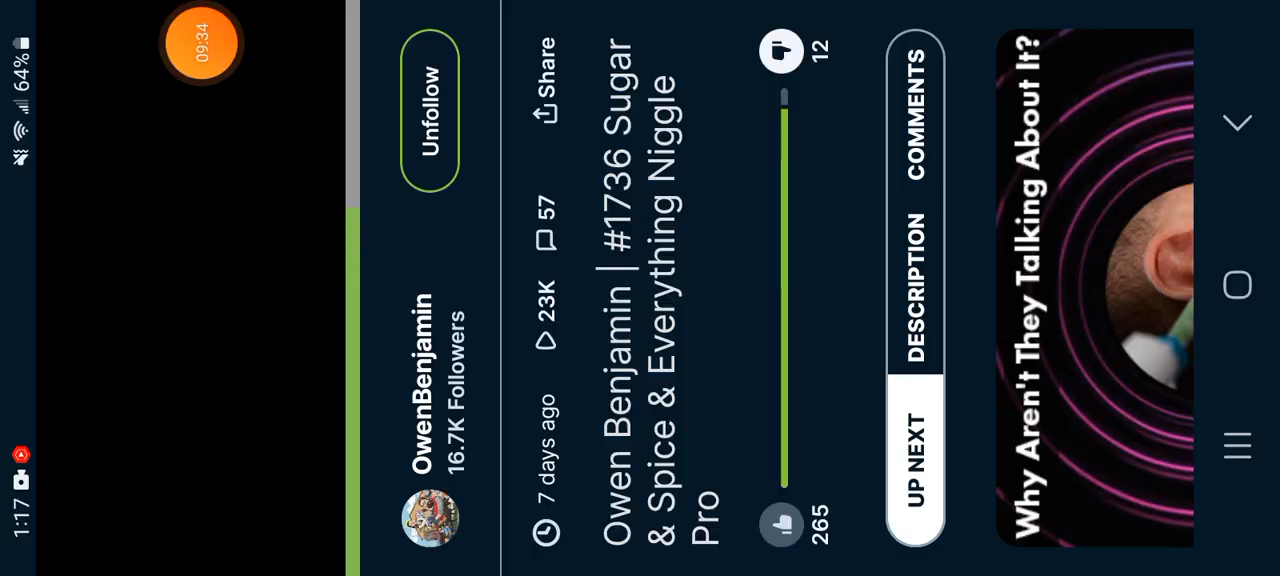 1:17
64%
09:34
OwenBenjamin
16.7K Followers
Unfollow
7 days ago
23K
57
Share
Owen Benjamin | #1736 Sugar
& Spice & Everything Niggle
Pro
265
12
UP NEXT
DESCRIPTION
COMMENTS
Why Aren't They Talking About It?